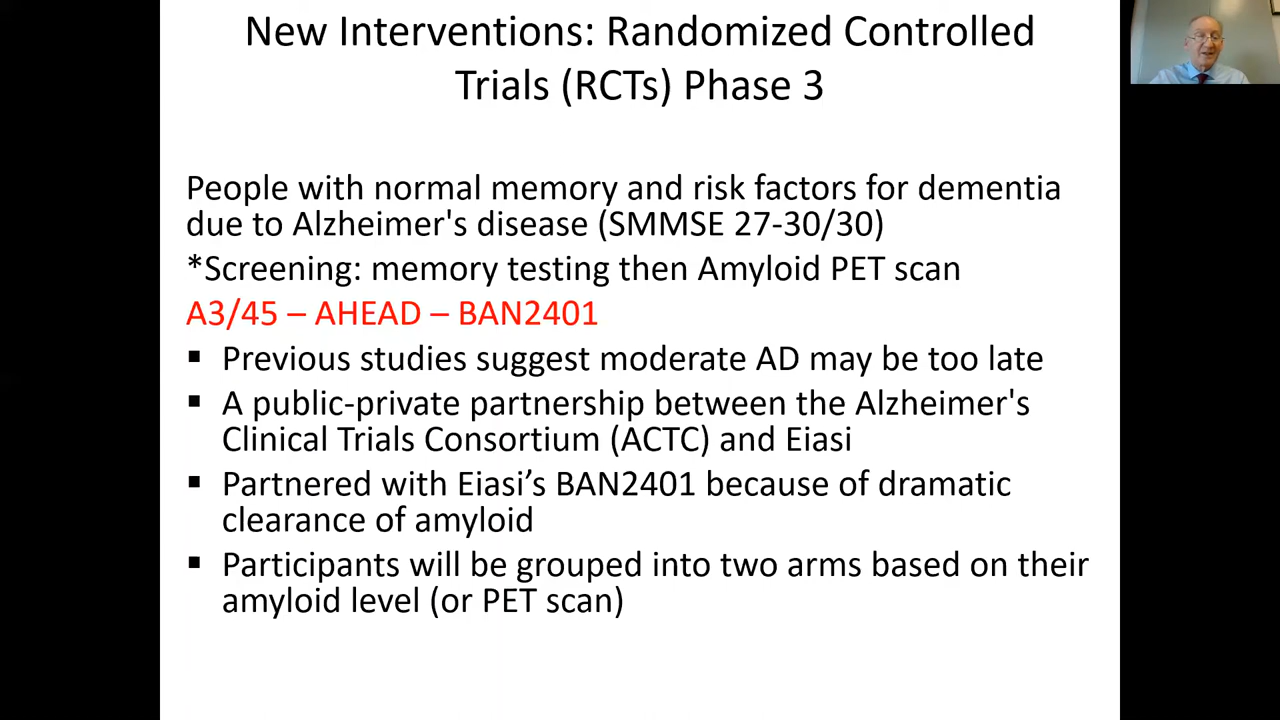 New Interventions: Randomized Controlled
Trials (RCTs) Phase 3
People with normal memory and risk factors for dementia
due to Alzheimer's disease (SMMSE 27-30/30)
*Screening: memory testing then Amyloid PET scan
A3/45 – AHEAD – BAN2401
▪ Previous studies suggest moderate AD may be too late
▪ A public-private partnership between the Alzheimer's
Clinical Trials Consortium (ACTC) and Eiasi
▪ Partnered with Eiasi’s BAN2401 because of dramatic
clearance of amyloid
▪ Participants will be grouped into two arms based on their
amyloid level (or PET scan)